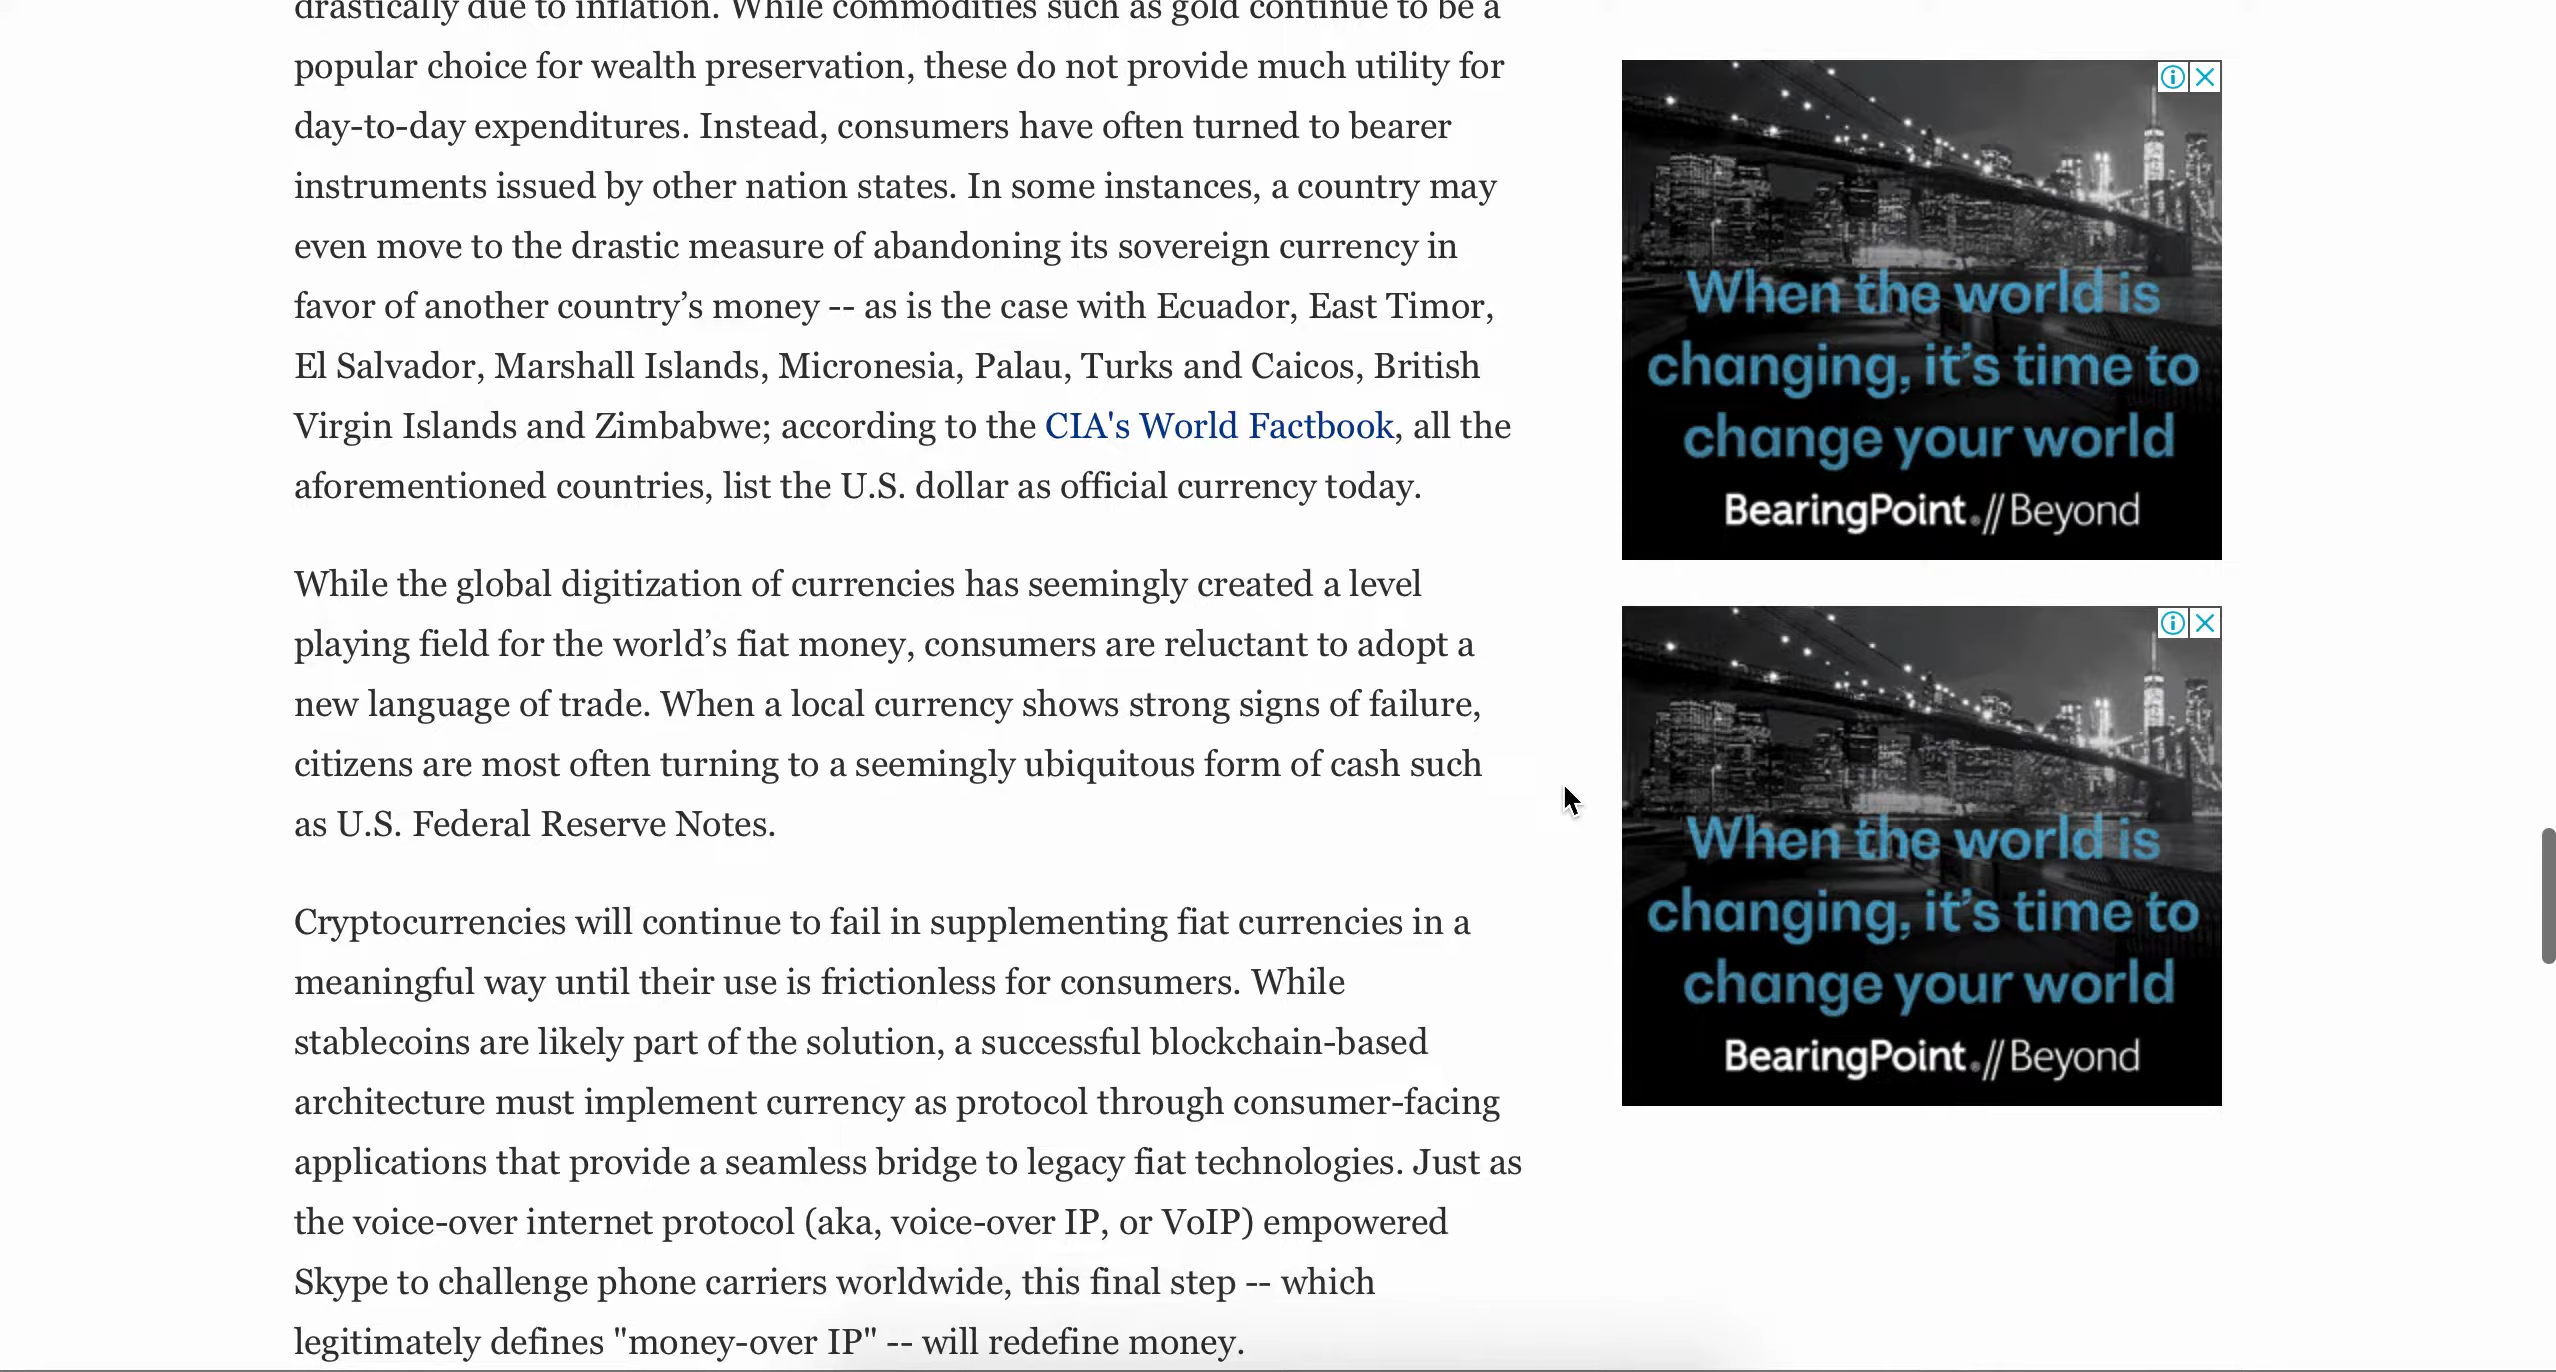 drastically due to inflation. While commodities such as gold continue to be a
popular choice for wealth preservation, these do not provide much utility for
day-to-day expenditures. Instead, consumers have often turned to bearer
instruments issued by other nation states. In some instances, a country may
even move to the drastic measure of abandoning its sovereign currency in
favor of another country’s money -- as is the case with Ecuador, East Timor,
El Salvador, Marshall Islands, Micronesia, Palau, Turks and Caicos, British
Virgin Islands and Zimbabwe; according to the CIA's World Factbook, all the
aforementioned countries, list the U.S. dollar as official currency today.
While the global digitization of currencies has seemingly created a level
playing field for the world’s fiat money, consumers are reluctant to adopt a
new language of trade. When a local currency shows strong signs of failure,
citizens are most often turning to a seemingly ubiquitous form of cash such
as U.S. Federal Reserve Notes.
Cryptocurrencies will continue to fail in supplementing fiat currencies in a
meaningful way until their use is frictionless for consumers. While
stablecoins are likely part of the solution, a successful blockchain-based
architecture must implement currency as protocol through consumer-facing
applications that provide a seamless bridge to legacy fiat technologies. Just as
the voice-over internet protocol (aka, voice-over IP, or VoIP) empowered
Skype to challenge phone carriers worldwide, this final step -- which
legitimately defines "money-over IP" -- will redefine money.
When the world is
changing, it’s time to
change your world
BearingPoint®//Beyond
When the world is
changing, it’s time to
change your world
BearingPoint®//Beyond